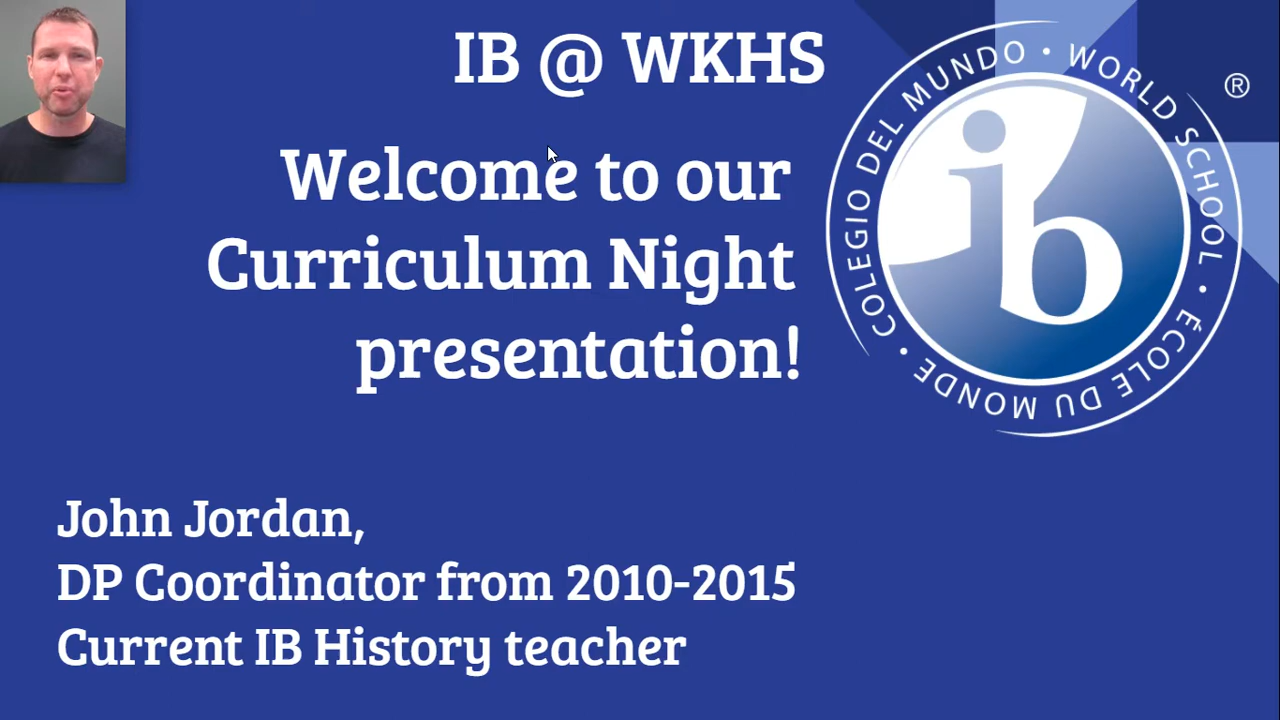 IB @ WKHS
Welcome to our
Curriculum Night
presentation!
COLEGIO DEL MUNDO • WORLD SCHOOL • ÉCOLE DU MONDE •
®
ib
John Jordan,
DP Coordinator from 2010-2015
Current IB History teacher